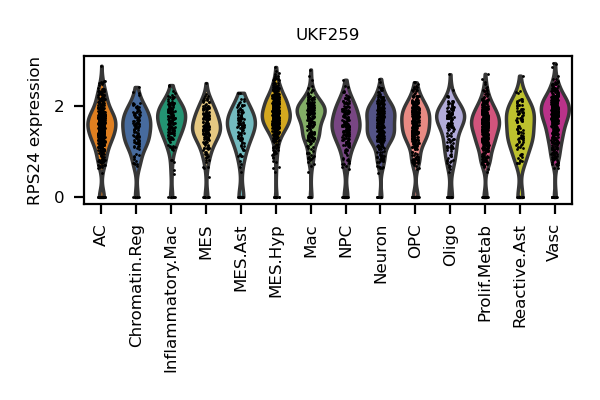 UKF259
RPS24 expression
2
0
AC
Chromatin.Reg
Inflammatory.Mac
MES
MES.Ast
MES.Hyp
Mac
NPC
Neuron
OPC
Oligo
Prolif.Metab
Reactive.Ast
Vasc